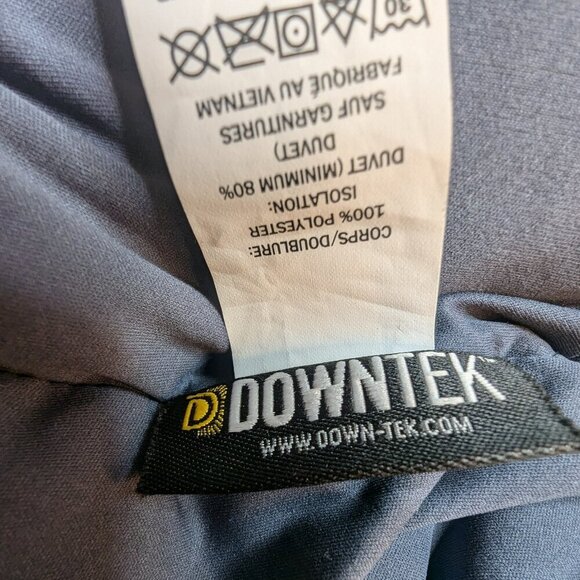 CORPS/DOUBLURE:
100% POLYESTER
ISOLATION:
DUVET (MINIMUM 80%
DUVET)
SAUF GARNITURES
FABRIQUÉ AU VIETNAM
30
DOWNTEK™
WWW.DOWN-TEK.COM